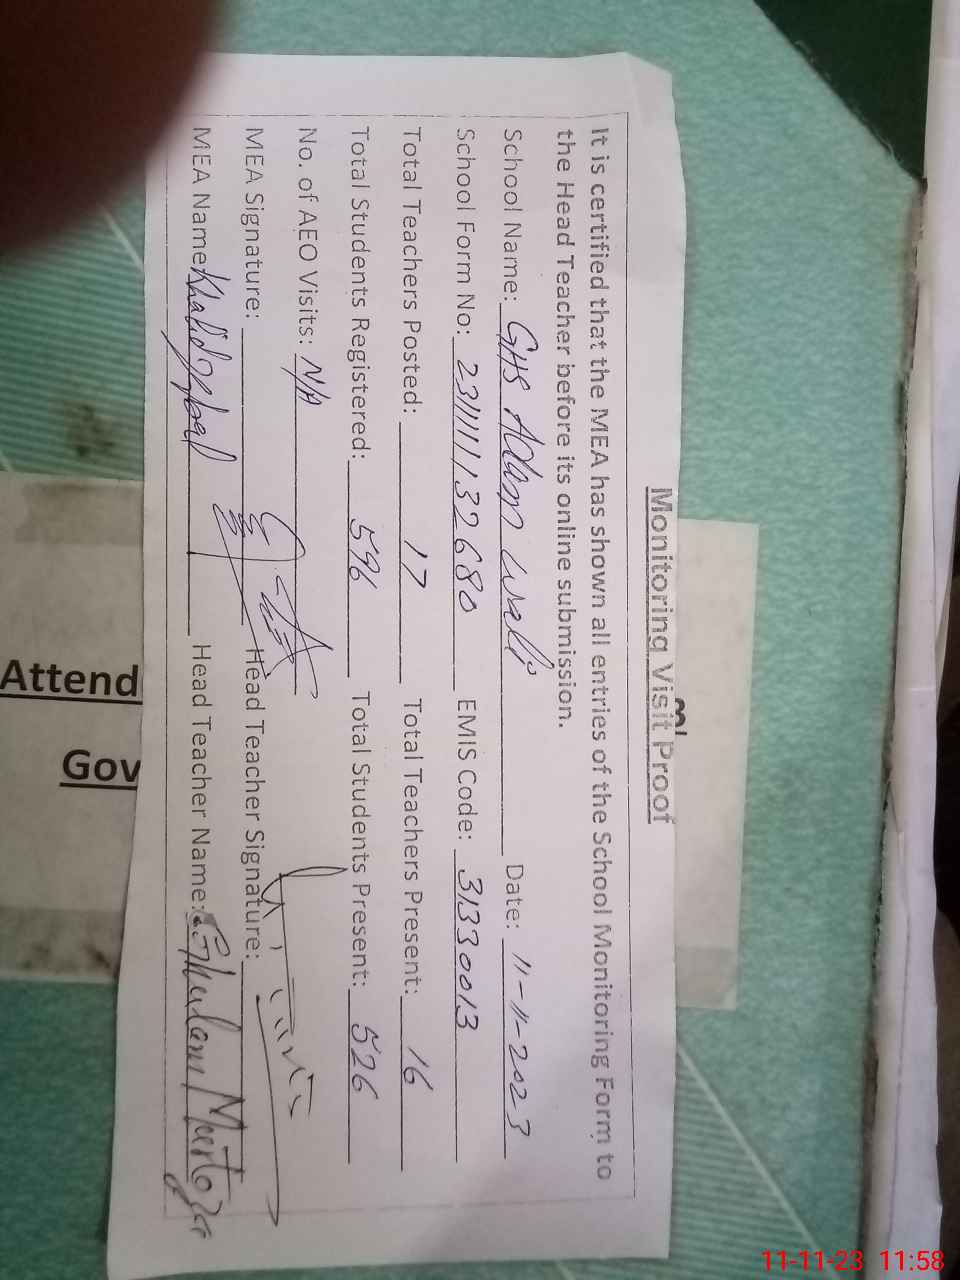 Monitoring Visit Proof
It is certified that the MEA has shown all entries of the School Monitoring Form to
the Head Teacher before its online submission.
School Name: GHS Adam Wali Date: 11-11-2023
School Form No: 231111132680 EMIS Code: 31330013
Total Teachers Posted: 17 Total Teachers Present: 16
Total Students Registered: 596 Total Students Present: 526
No. of AEO Visits: N/A
MEA Signature: Head Teacher Signature:
MEA Name: Khalid Iqbal Head Teacher Name: Ghulam Murtaza
Attend
Gov
11-11-23 11:58